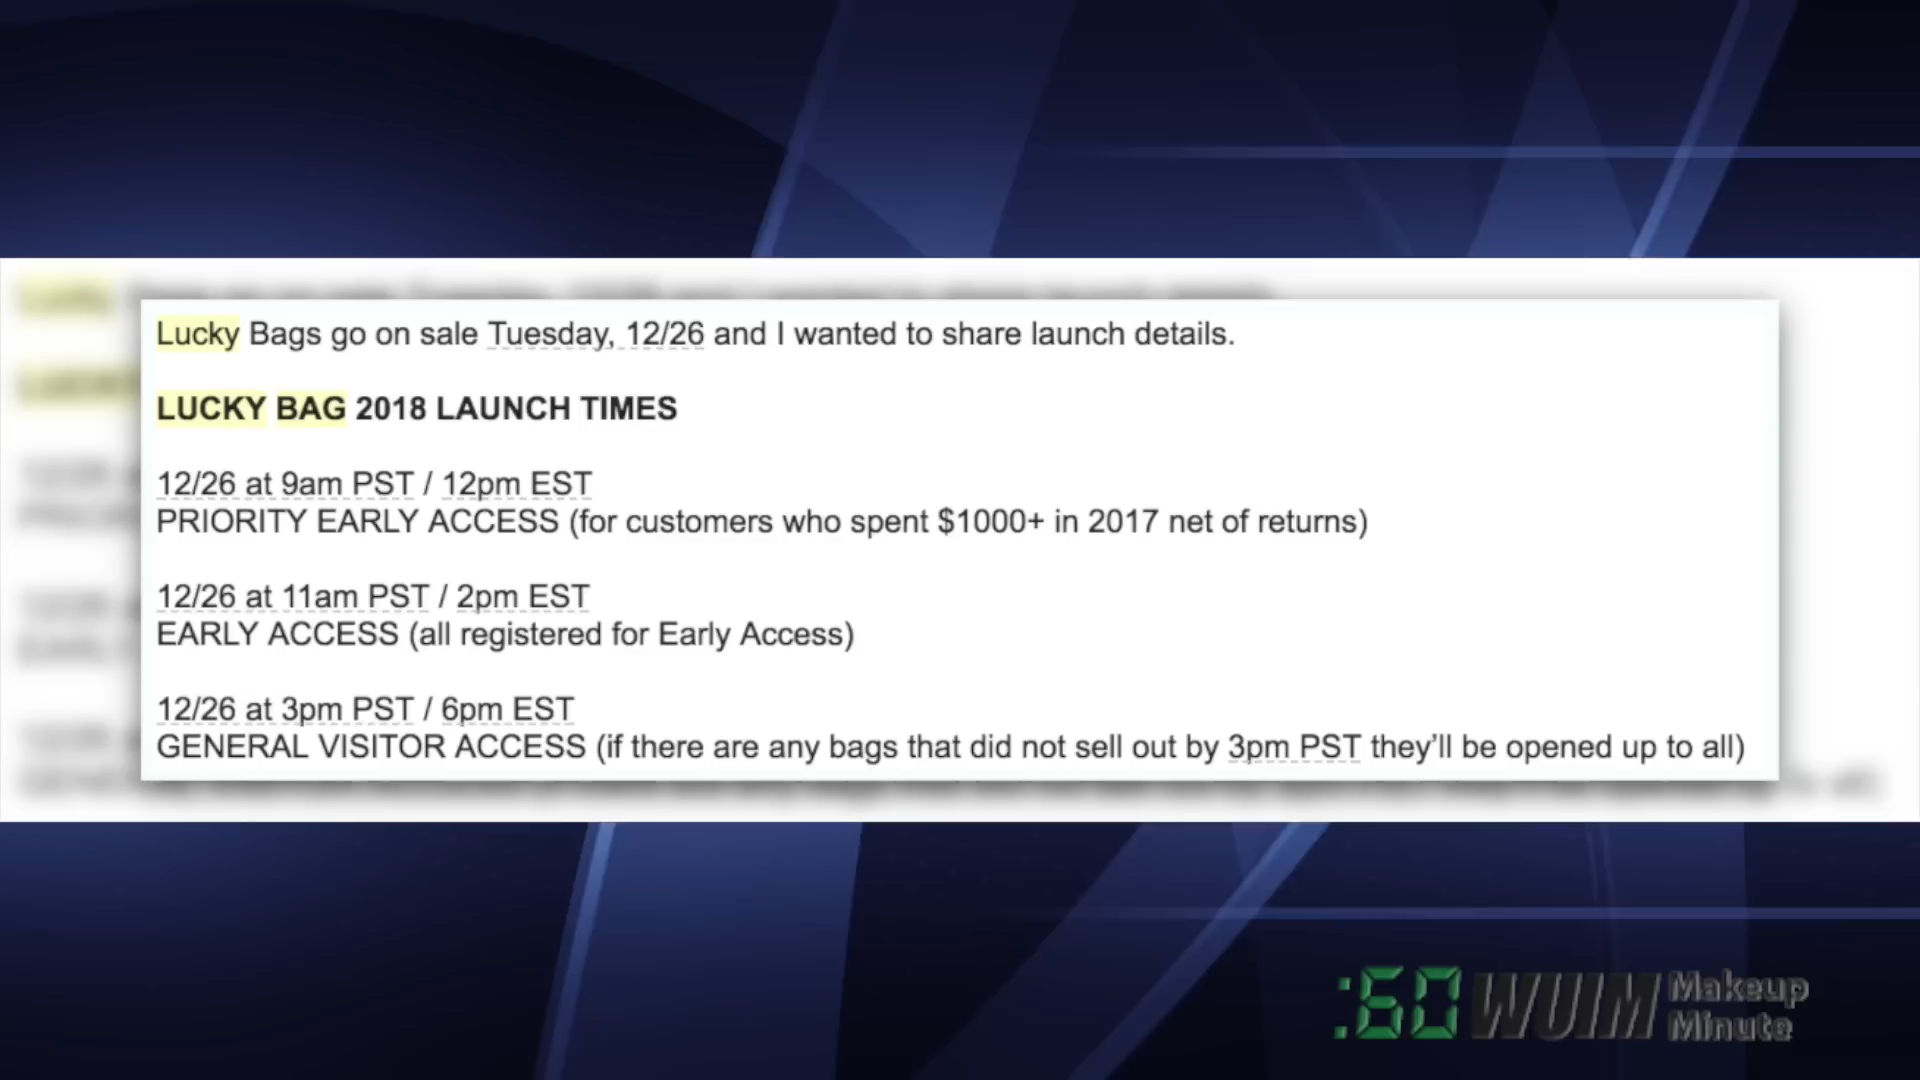 Lucky Bags go on sale Tuesday, 12/26 and I wanted to share launch details.
LUCKY BAG 2018 LAUNCH TIMES
12/26 at 9am PST / 12pm EST
PRIORITY EARLY ACCESS (for customers who spent $1000+ in 2017 net of returns)
12/26 at 11am PST / 2pm EST
EARLY ACCESS (all registered for Early Access)
12/26 at 3pm PST / 6pm EST
GENERAL VISITOR ACCESS (if there are any bags that did not sell out by 3pm PST they’ll be opened up to all)
:60 WUIM Makeup
Minute